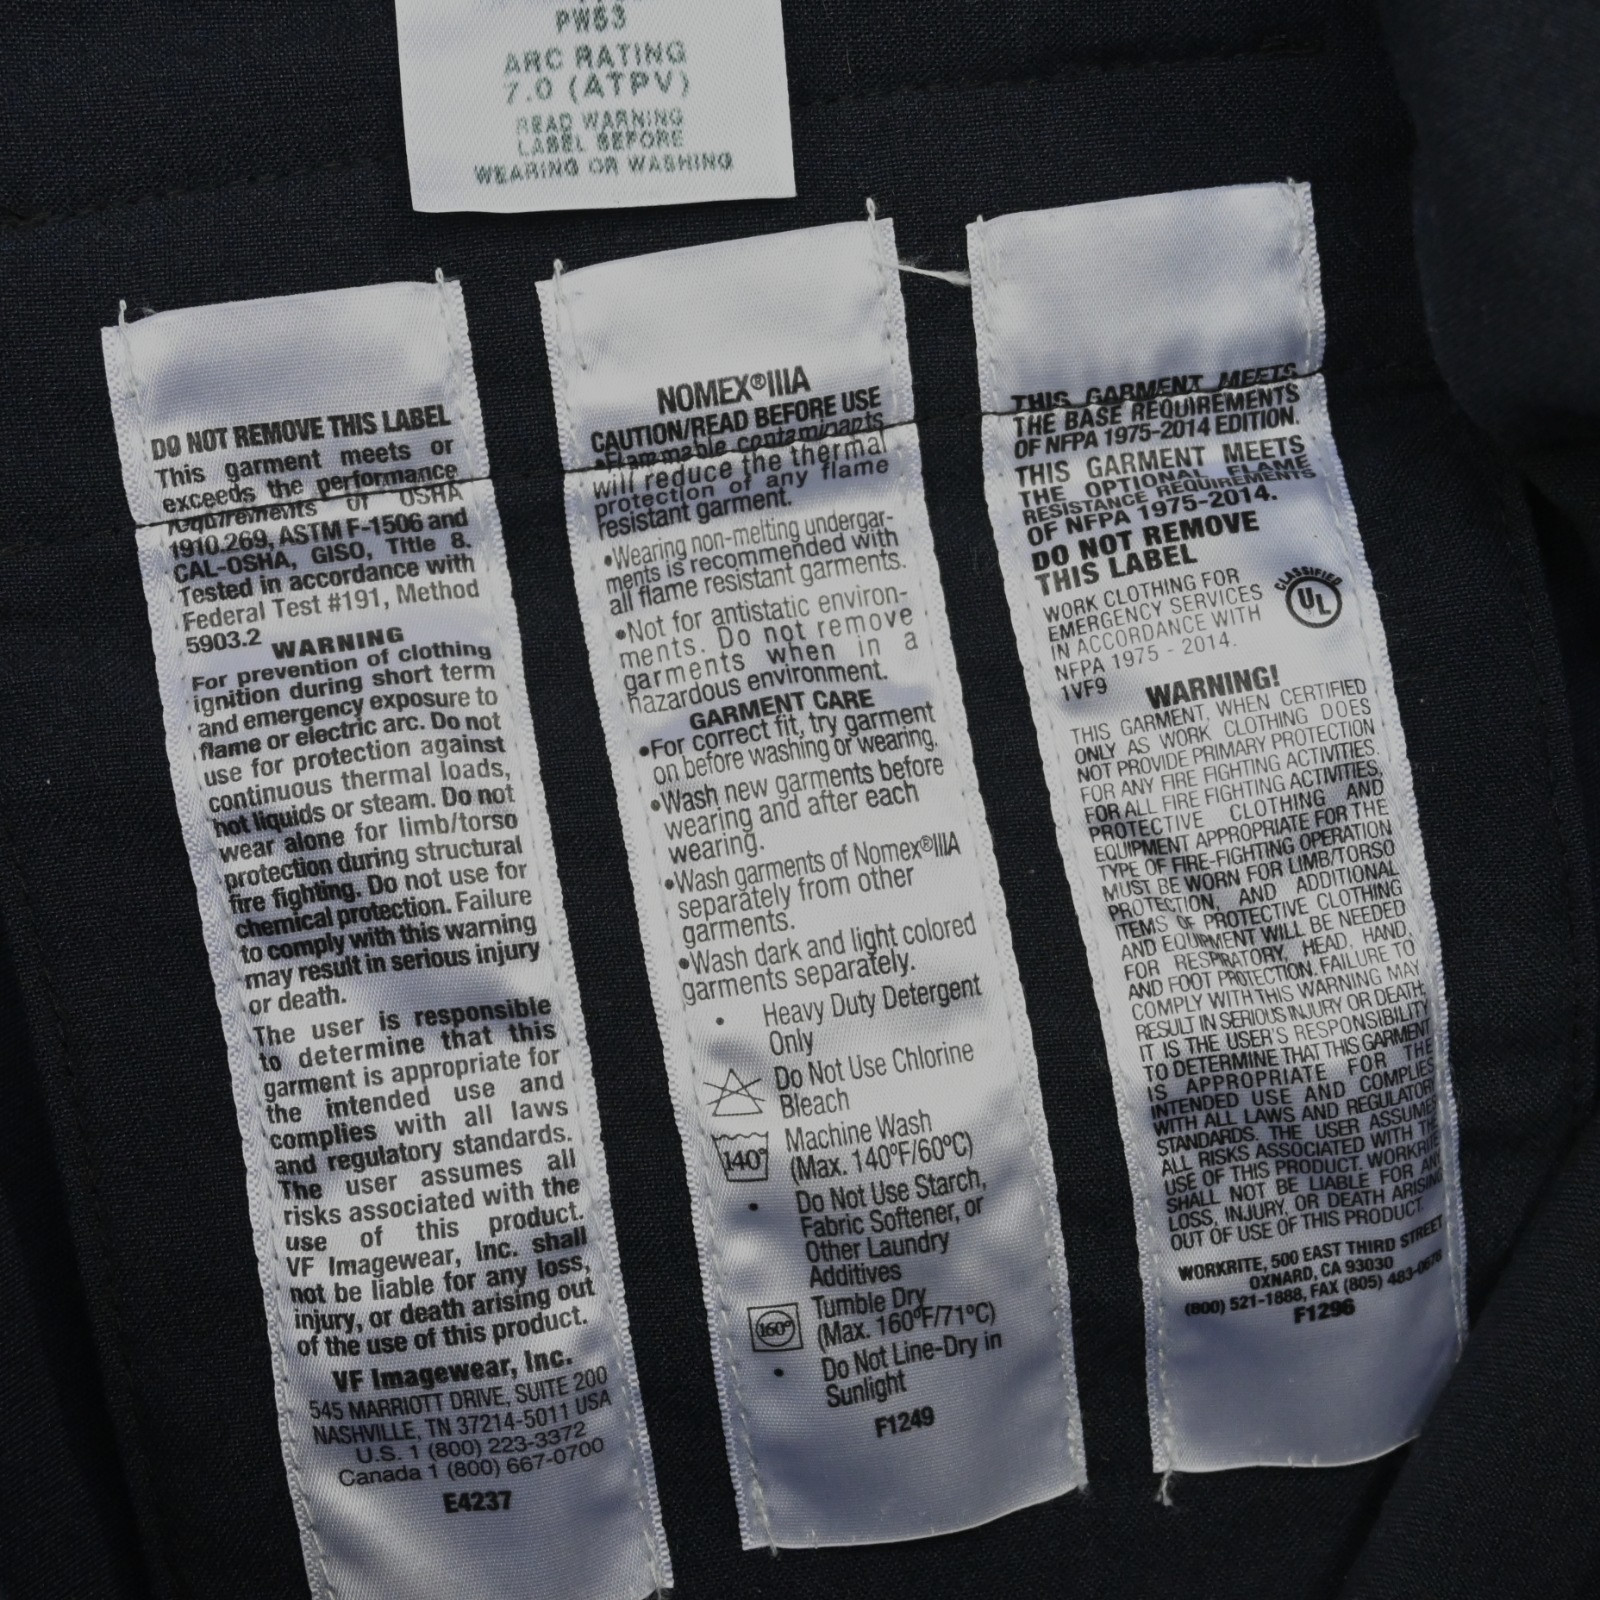 PW53
ARC RATING
7.0 (ATPV)
READ WARNING
LABEL BEFORE
WEARING OR WASHING
DO NOT REMOVE THIS LABEL
This garment meets or
exceeds the performance
requirements of OSHA
1910.269, ASTM F-1506 and
CAL-OSHA, GISO, Title 8.
Tested in accordance with
Federal Test #191, Method
5903.2
WARNING
For prevention of clothing
ignition during short term
and emergency exposure to
flame or electric arc. Do not
use for protection against
continuous thermal loads,
hot liquids or steam. Do not
wear alone for limb/torso
protection during structural
fire fighting. Do not use for
chemical protection. Failure
to comply with this warning
may result in serious injury
or death.
The user is responsible
to determine that this
garment is appropriate for
the intended use and
complies with all laws
and regulatory standards.
The user assumes all
risks associated with the
use of this product.
VF Imagewear, Inc. shall
not be liable for any loss,
injury, or death arising out
of the use of this product.
VF Imagewear, Inc.
545 MARRIOTT DRIVE, SUITE 200
NASHVILLE, TN 37214-5011 USA
U.S. 1 (800) 223-3372
Canada 1 (800) 667-0700
E4237
NOMEX®IIIA
CAUTION/READ BEFORE USE
•Flammable contaminants
will reduce the thermal
protection of any flame
resistant garment.
•Wearing non-melting undergar-
ments is recommended with
all flame resistant garments.
•Not for antistatic environ-
ments. Do not remove
garments when in a
hazardous environment.
GARMENT CARE
•For correct fit, try garment
on before washing or wearing.
•Wash new garments before
wearing and after each
wearing.
•Wash garments of Nomex®IIIA
separately from other
garments.
•Wash dark and light colored
garments separately.
• Heavy Duty Detergent
Only
Do Not Use Chlorine
Bleach
140° Machine Wash
(Max. 140ºF/60ºC)
• Do Not Use Starch,
Fabric Softener, or
Other Laundry
Additives
160° Tumble Dry
(Max. 160ºF/71ºC)
• Do Not Line-Dry in
Sunlight
F1249
THIS GARMENT MEETS
THE BASE REQUIREMENTS
OF NFPA 1975-2014 EDITION.
THIS GARMENT MEETS
THE OPTIONAL FLAME
RESISTANCE REQUIREMENTS
OF NFPA 1975-2014.
DO NOT REMOVE
THIS LABEL
WORK CLOTHING FOR
EMERGENCY SERVICES
IN ACCORDANCE WITH
NFPA 1975 - 2014.
1VF9
CLASSIFIED
UL
WARNING!
THIS GARMENT, WHEN CERTIFIED
ONLY AS WORK CLOTHING DOES
NOT PROVIDE PRIMARY PROTECTION
FOR ANY FIRE FIGHTING ACTIVITIES.
FOR ALL FIRE FIGHTING ACTIVITIES,
PROTECTIVE CLOTHING AND
EQUIPMENT APPROPRIATE FOR THE
TYPE OF FIRE-FIGHTING OPERATION
MUST BE WORN FOR LIMB/TORSO
PROTECTION, AND ADDITIONAL
ITEMS OF PROTECTIVE CLOTHING
AND EQUIPMENT WILL BE NEEDED
FOR RESPIRATORY, HEAD, HAND,
AND FOOT PROTECTION. FAILURE TO
COMPLY WITH THIS WARNING MAY
RESULT IN SERIOUS INJURY OR DEATH.
IT IS THE USER'S RESPONSIBILITY
TO DETERMINE THAT THIS GARMENT
IS APPROPRIATE FOR THE
INTENDED USE AND COMPLIES
WITH ALL LAWS AND REGULATORY
STANDARDS. THE USER ASSUMES
ALL RISKS ASSOCIATED WITH THE
USE OF THIS PRODUCT. WORKRITE
SHALL NOT BE LIABLE FOR ANY
LOSS, INJURY, OR DEATH ARISING
OUT OF USE OF THIS PRODUCT.
WORKRITE, 500 EAST THIRD STREET
OXNARD, CA 93030
(800) 521-1888, FAX (805) 483-0676
F1296